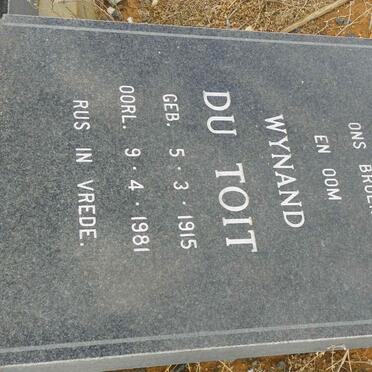 ONS
EN OOM
WYNAND
DU TOIT
GEB. 5·3·1915
OORL. 9·4·1981
RUS IN VREDE.